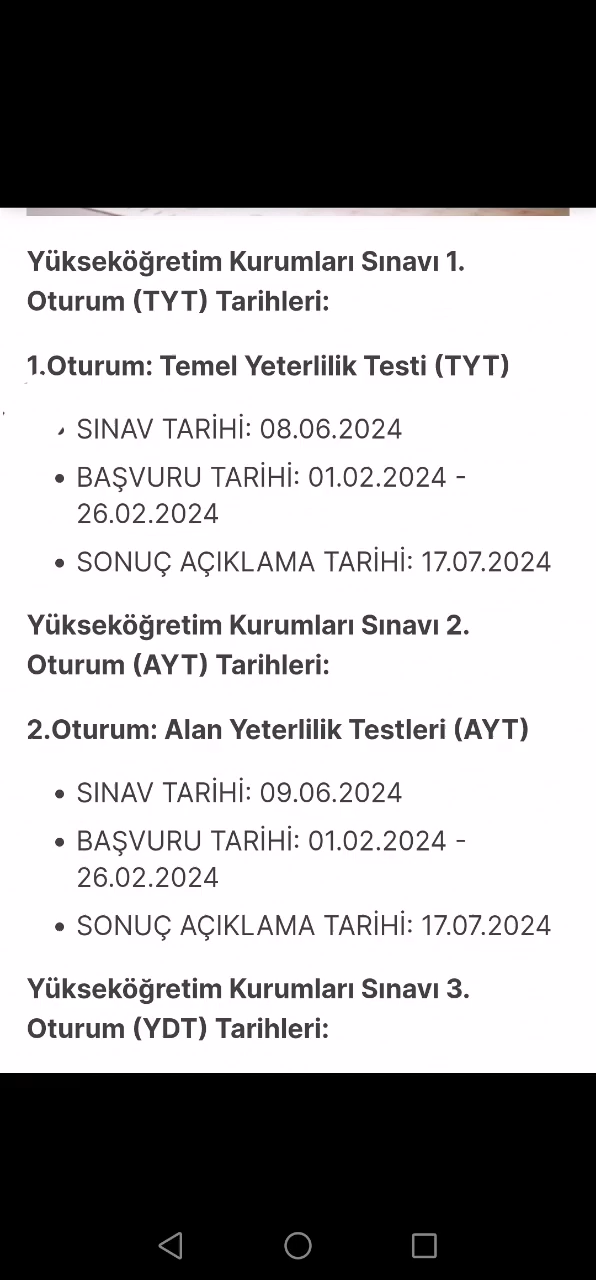 Yükseköğretim Kurumları Sınavı 1.
Oturum (TYT) Tarihleri:
1.Oturum: Temel Yeterlilik Testi (TYT)
SINAV TARİHİ: 08.06.2024
• BAŞVURU TARİHİ: 01.02.2024 -
26.02.2024
• SONUÇ AÇIKLAMA TARİHİ: 17.07.2024
Yükseköğretim Kurumları Sınavı 2.
Oturum (AYT) Tarihleri:
2.Oturum: Alan Yeterlilik Testleri (AYT)
• SINAV TARİHİ: 09.06.2024
• BAŞVURU TARİHİ: 01.02.2024 -
26.02.2024
• SONUÇ AÇIKLAMA TARİHİ: 17.07.2024
Yükseköğretim Kurumları Sınavı 3.
Oturum (YDT) Tarihleri: